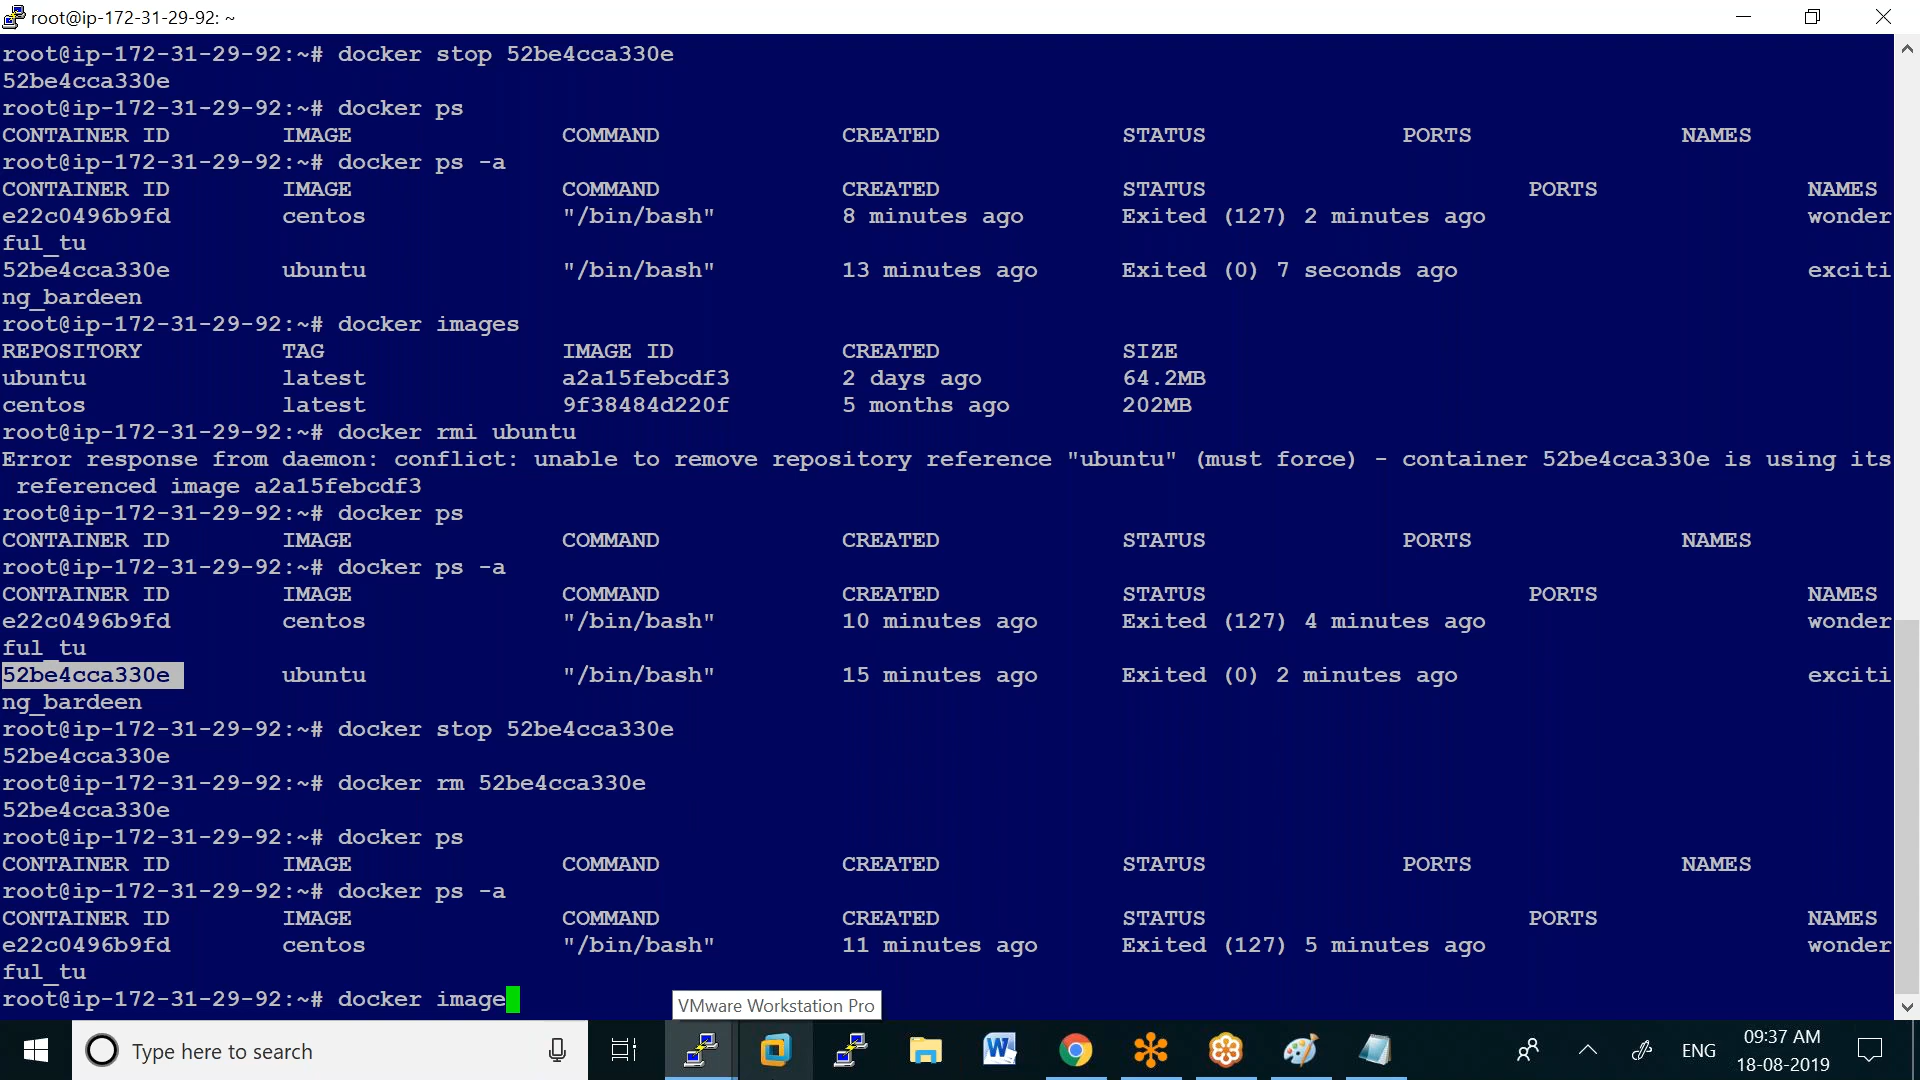 root@ip-172-31-29-92: ~
root@ip-172-31-29-92:~# docker stop 52be4cca330e
52be4cca330e
root@ip-172-31-29-92:~# docker ps
CONTAINER ID IMAGE COMMAND CREATED STATUS PORTS NAMES
root@ip-172-31-29-92:~# docker ps -a
CONTAINER ID IMAGE COMMAND CREATED STATUS PORTS NAMES
e22c0496b9fd centos "/bin/bash" 8 minutes ago Exited (127) 2 minutes ago wonder
ful_tu
52be4cca330e ubuntu "/bin/bash" 13 minutes ago Exited (0) 7 seconds ago exciti
ng_bardeen
root@ip-172-31-29-92:~# docker images
REPOSITORY TAG IMAGE ID CREATED SIZE
ubuntu latest a2a15febcdf3 2 days ago 64.2MB
centos latest 9f38484d220f 5 months ago 202MB
root@ip-172-31-29-92:~# docker rmi ubuntu
Error response from daemon: conflict: unable to remove repository reference "ubuntu" (must force) - container 52be4cca330e is using its
referenced image a2a15febcdf3
root@ip-172-31-29-92:~# docker ps
CONTAINER ID IMAGE COMMAND CREATED STATUS PORTS NAMES
root@ip-172-31-29-92:~# docker ps -a
CONTAINER ID IMAGE COMMAND CREATED STATUS PORTS NAMES
e22c0496b9fd centos "/bin/bash" 10 minutes ago Exited (127) 4 minutes ago wonder
ful_tu
52be4cca330e ubuntu "/bin/bash" 15 minutes ago Exited (0) 2 minutes ago exciti
ng_bardeen
root@ip-172-31-29-92:~# docker stop 52be4cca330e
52be4cca330e
root@ip-172-31-29-92:~# docker rm 52be4cca330e
52be4cca330e
root@ip-172-31-29-92:~# docker ps
CONTAINER ID IMAGE COMMAND CREATED STATUS PORTS NAMES
root@ip-172-31-29-92:~# docker ps -a
CONTAINER ID IMAGE COMMAND CREATED STATUS PORTS NAMES
e22c0496b9fd centos "/bin/bash" 11 minutes ago Exited (127) 5 minutes ago wonder
ful_tu
root@ip-172-31-29-92:~# docker image
VMware Workstation Pro
Type here to search
ENG
09:37 AM
18-08-2019